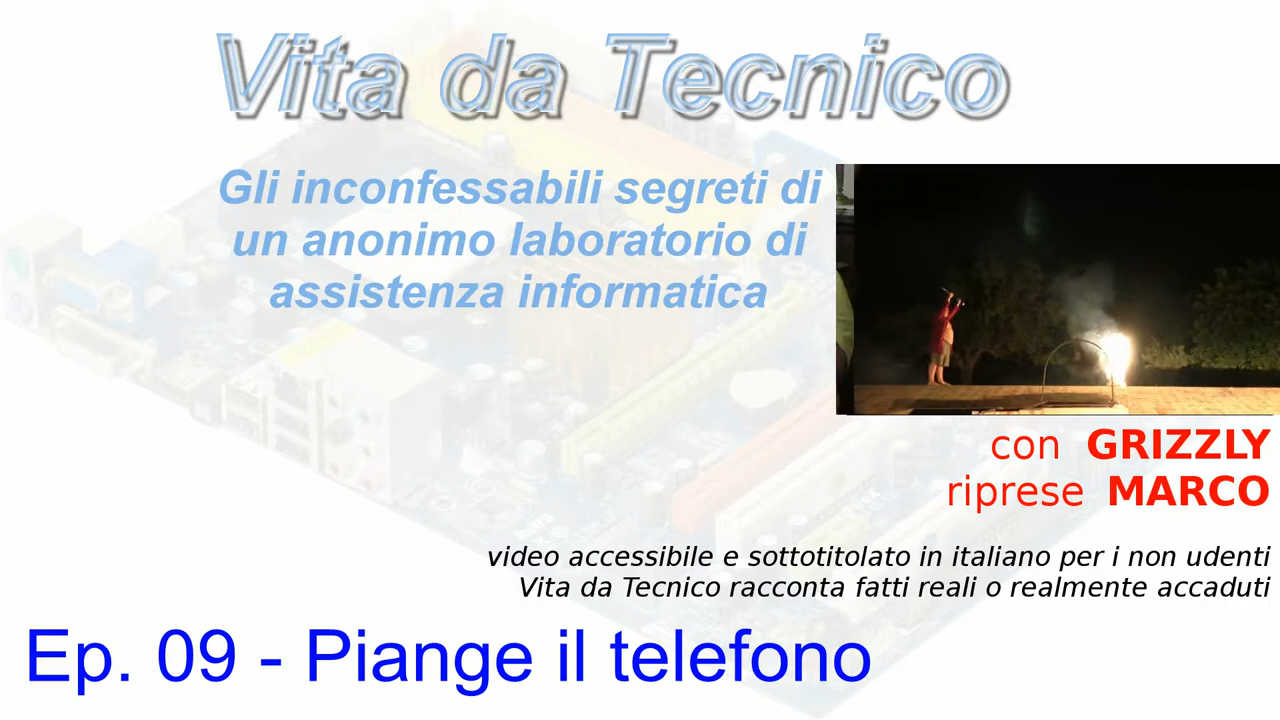 Vita da Tecnico
Gli inconfessabili segreti di
un anonimo laboratorio di
assistenza informatica
con GRIZZLY
riprese MARCO
video accessibile e sottotitolato in italiano per i non udenti
Vita da Tecnico racconta fatti reali o realmente accaduti
Ep. 09 - Piange il telefono